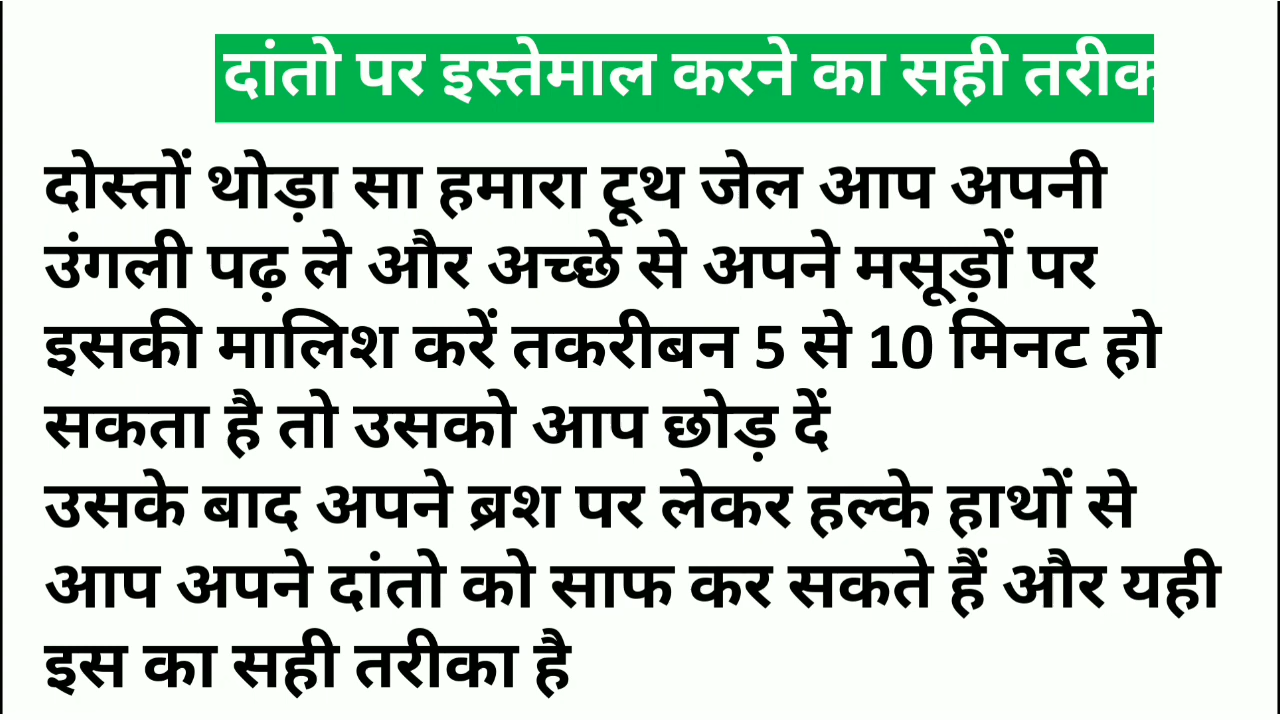 दांतो पर इस्तेमाल करने का सही तरीक
दोस्तों थोड़ा सा हमारा टूथ जेल आप अपनी
उंगली पढ़ ले और अच्छे से अपने मसूड़ों पर
इसकी मालिश करें तकरीबन 5 से 10 मिनट हो
सकता है तो उसको आप छोड़ दें
उसके बाद अपने ब्रश पर लेकर हल्के हाथों से
आप अपने दांतो को साफ कर सकते हैं और यही
इस का सही तरीका है